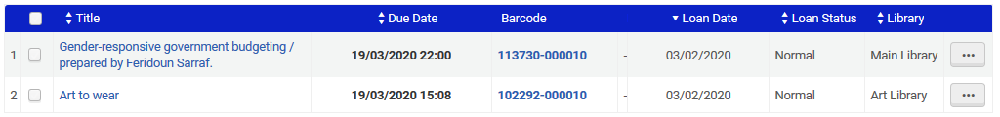 Title Due Date Barcode Loan Date Loan Status Library
1 Gender-responsive government budgeting / 19/03/2020 22:00 113730-000010 - 03/02/2020 Normal Main Library ...
prepared by Feridoun Sarraf.
2 Art to wear 19/03/2020 15:08 102292-000010 - 03/02/2020 Normal Art Library ...